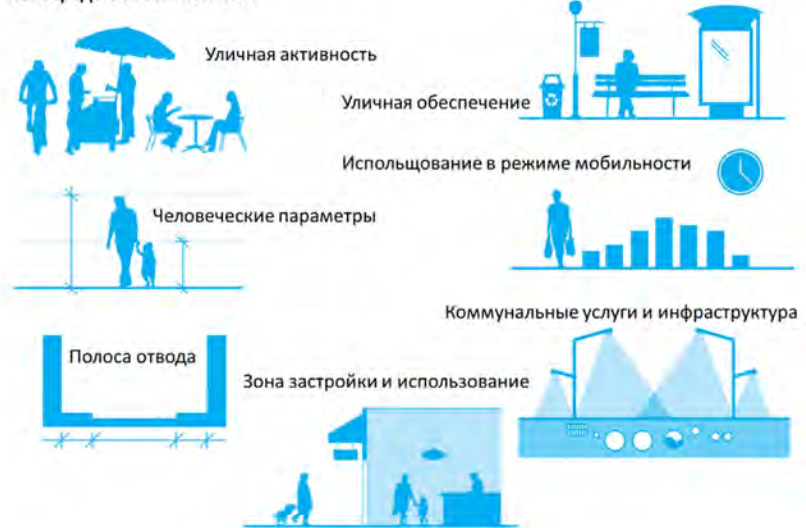 Уличная активность
Уличная обеспечение
Испольщование в режиме мобильности
Человеческие параметры
Коммунальные услуги и инфраструктура
Полоса отвода
Зона застройки и использование